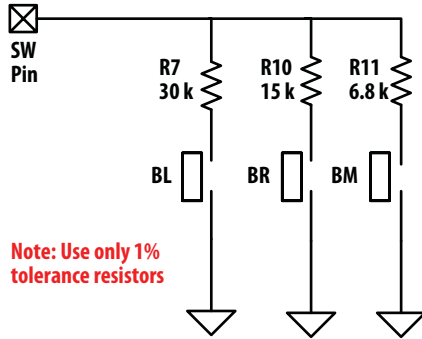 SW
Pin
R7
30 k
R10
15 k
R11
6.8 k
BL
BR
BM
Note: Use only 1%
tolerance resistors